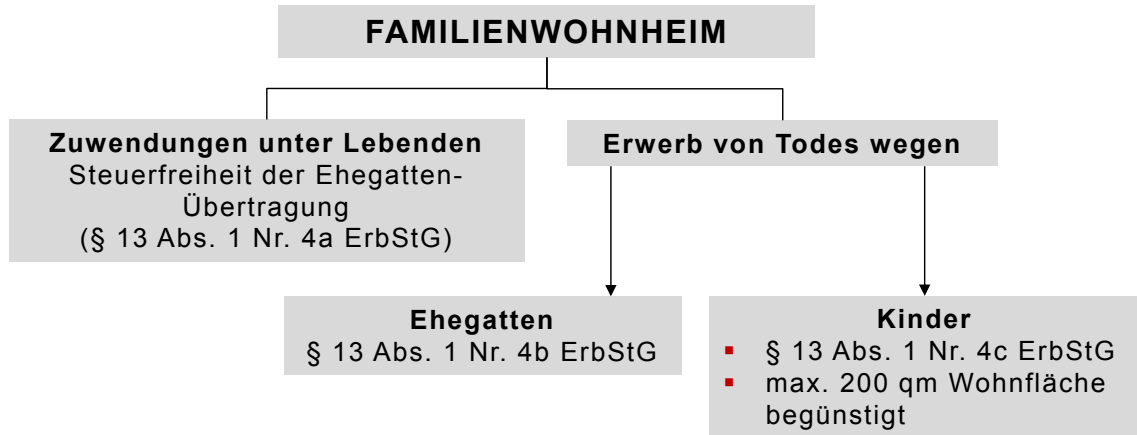 FAMILIENWOHNHEIM
Zuwendungen unter Lebenden
Steuerfreiheit der Ehegatten-
Übertragung
(§ 13 Abs. 1 Nr. 4a ErbStG)
Erwerb von Todes wegen
Ehegatten
§ 13 Abs. 1 Nr. 4b ErbStG
Kinder
▪ § 13 Abs. 1 Nr. 4c ErbStG
▪ max. 200 qm Wohnfläche
begünstigt